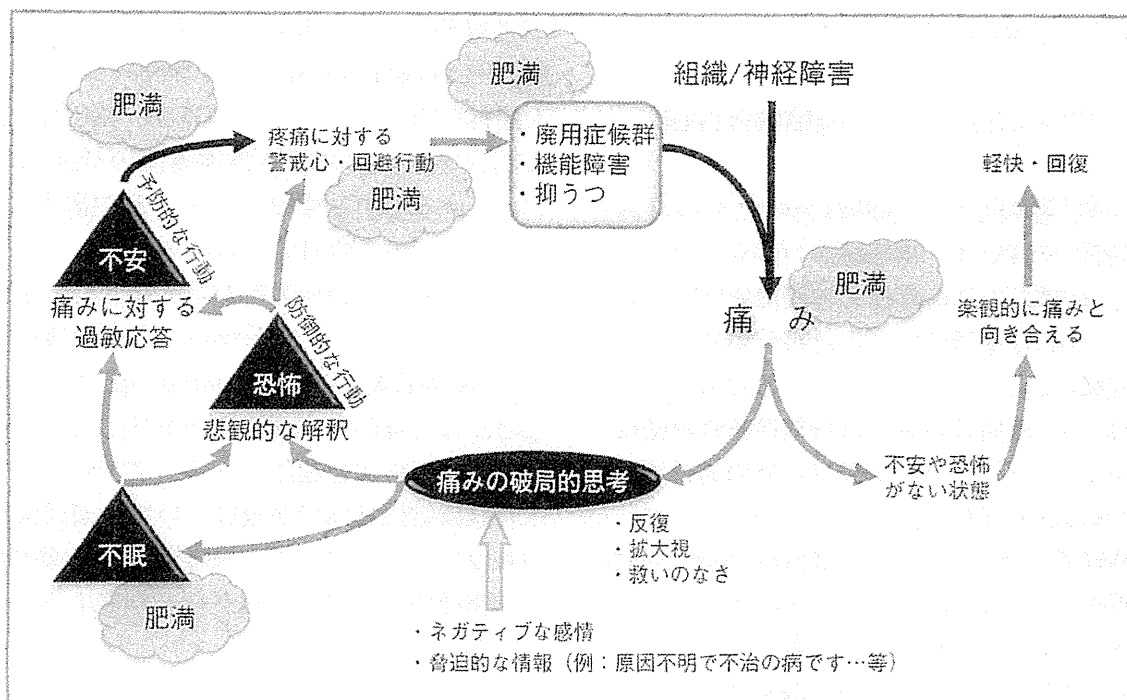 肥満
肥満
組織/神経障害
疼痛に対する
警戒心・回避行動
肥満
・廃用症候群
・機能障害
・抑うつ
軽快・回復
予防的な行動
不安
痛みに対する
過敏応答
防御的な行動
恐怖
悲観的な解釈
肥満
痛み
楽観的に痛みと
向き合える
不安や恐怖
がない状態
痛みの破局的思考
・反復
・拡大視
・救いのなさ
不眠
肥満
・ネガティブな感情
・脅迫的な情報（例：原因不明で不治の病です…等）